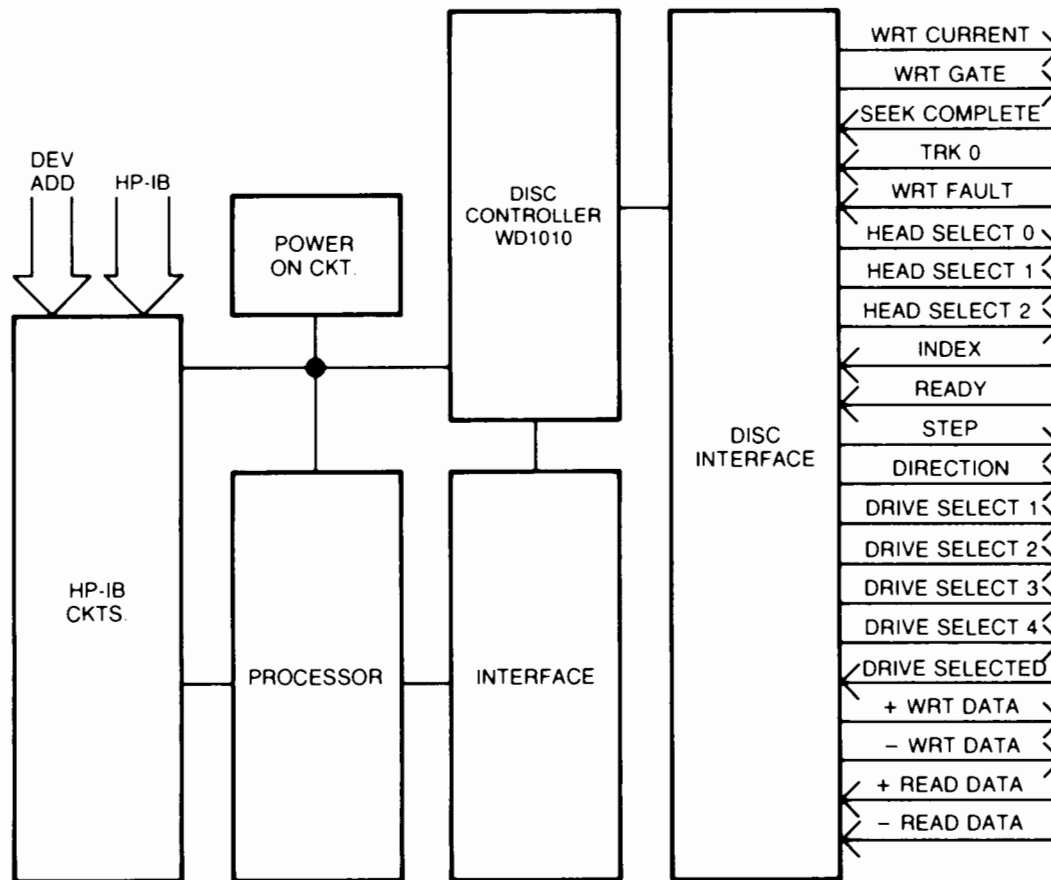 DEV
ADD
HP-IB
HP-IB
CKTS.
POWER
ON CKT.
PROCESSOR
DISC
CONTROLLER
WD1010
INTERFACE
DISC
INTERFACE
WRT CURRENT
WRT GATE
SEEK COMPLETE
TRK 0
WRT FAULT
HEAD SELECT 0
HEAD SELECT 1
HEAD SELECT 2
INDEX
READY
STEP
DIRECTION
DRIVE SELECT 1
DRIVE SELECT 2
DRIVE SELECT 3
DRIVE SELECT 4
DRIVE SELECTED
+ WRT DATA
− WRT DATA
+ READ DATA
− READ DATA